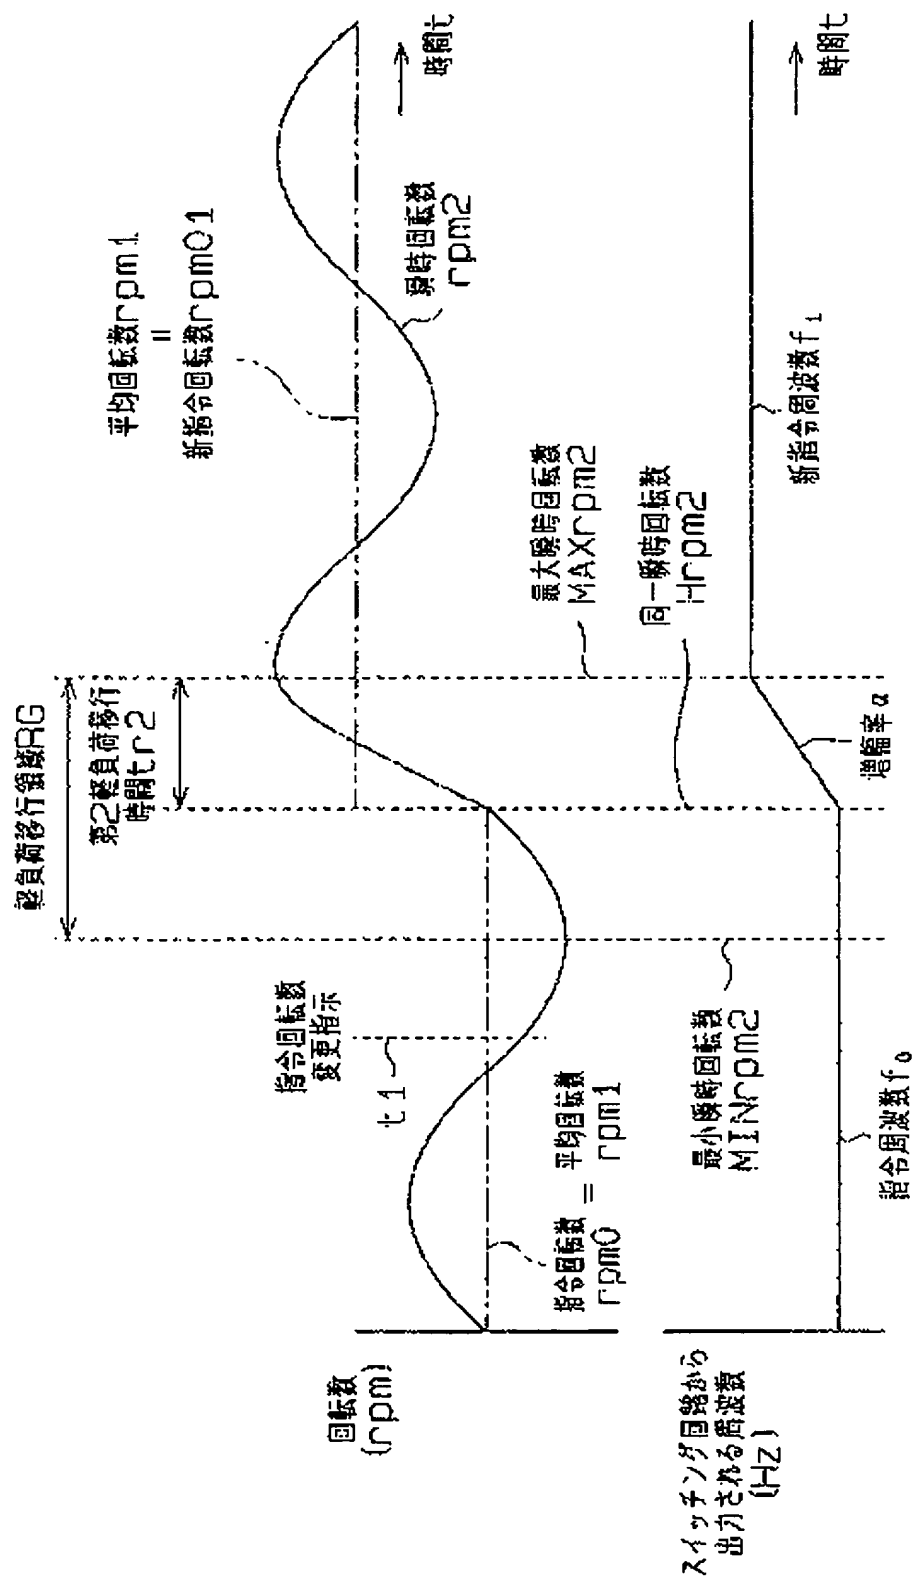 軽負荷移行領域RG
第2軽負荷移行
時間tr2
平均回転数rpm1
=
新指令回転数rpm01
瞬時回転数
rpm2
時間t
指令回転数
変更指示
t1
最大瞬時回転数
MAXrpm2
同一瞬時回転数
Hrpm2
回転数
(rpm)
指令回転数
rpm0
=
平均回転数
rpm1
最小瞬時回転数
MINrpm2
新指令周波数f1
時間t
増幅率α
指令周波数f0
スイッチング回路から
出力される周波数
(Hz)